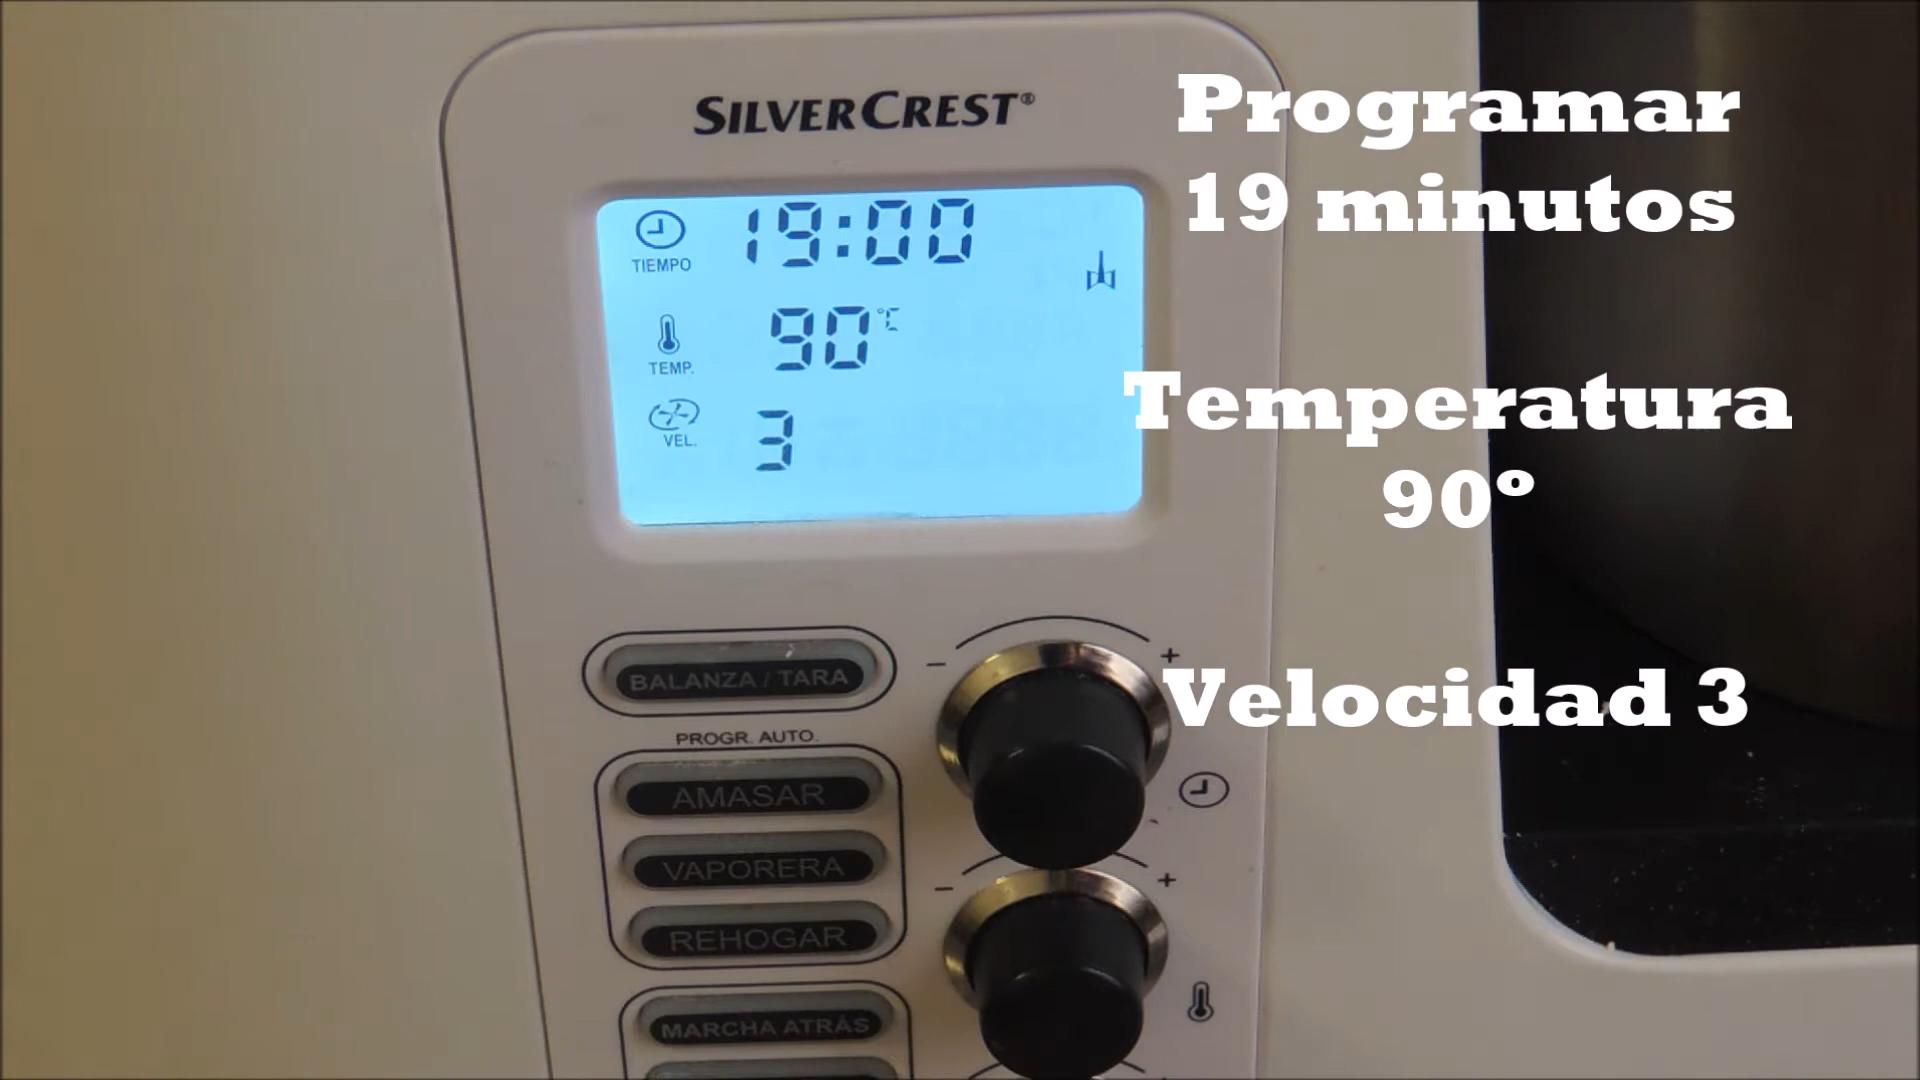 SILVERCREST®
Programar
19 minutos
Temperatura
90º
Velocidad 3
19:00
TIEMPO
90 °C
TEMP.
3
VEL.
BALANZA / TARA
- +
PROGR. AUTO.
AMASAR
VAPORERA
- +
REHOGAR
MARCHA ATRÁS